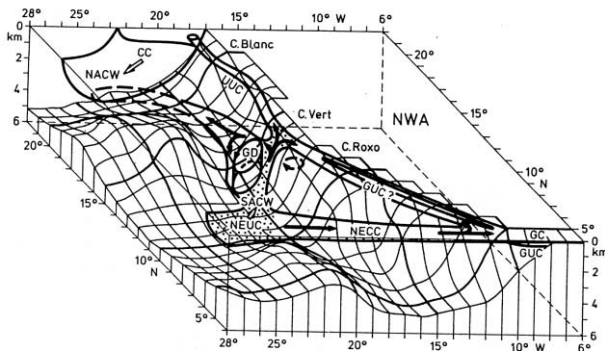 28° 25° 20° 15° 10° W 6°
0
2
4
6
km
CC
NACW
C. Blanc
UUC
20°
C. Vert
NWA
15°
GD
C. Roxo
20°
GUC ?
10°
N
15°
SACW
NEUC
NECC
GC
5°
0
GUC
km
2
4
6
10°
N
5°
28° 25° 20° 15° 10° W 6°